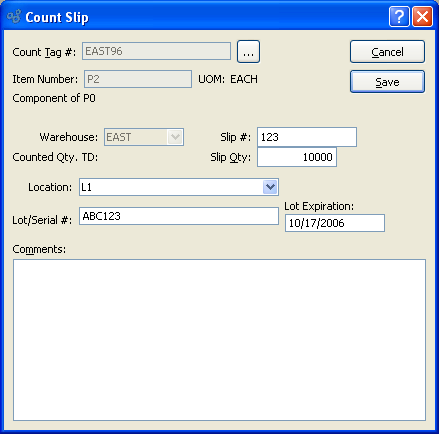 Count Slip
Count Tag #: EAST96 ... Cancel
Item Number: P2 UOM: EACH Save
Component of P0
Warehouse: EAST Slip #: 123
Counted Qty. TD: Slip Qty: 10000
Location: L1
Lot/Serial #: ABC123 Lot Expiration: 10/17/2006
Comments: